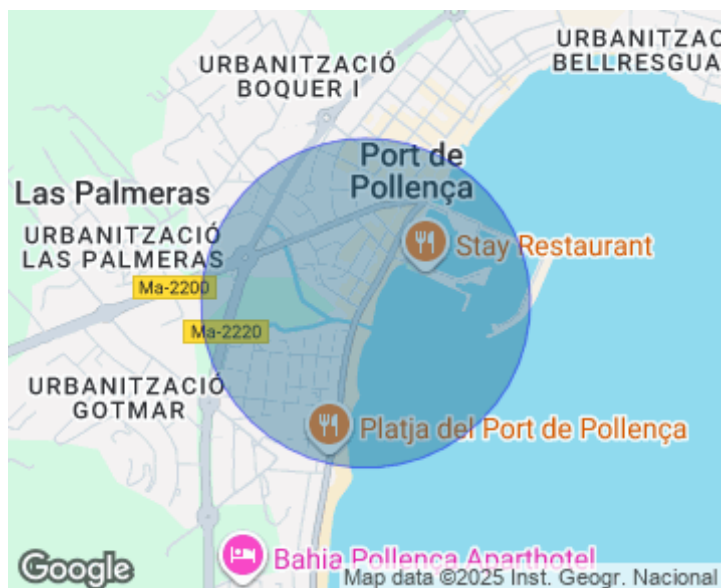 URBANITZACIÓ
BOQUER I
URBANITZAC
BELLRESGUA
Port de
Pollença
Las Palmeras
URBANITZACIÓ
LAS PALMERAS
Stay Restaurant
Ma-2200
Ma-2220
URBANITZACIÓ
GOTMAR
Platja del Port de Pollença
Bahia Pollença Aparthotel
Google
Map data ©2025 Inst. Geogr. Nacional